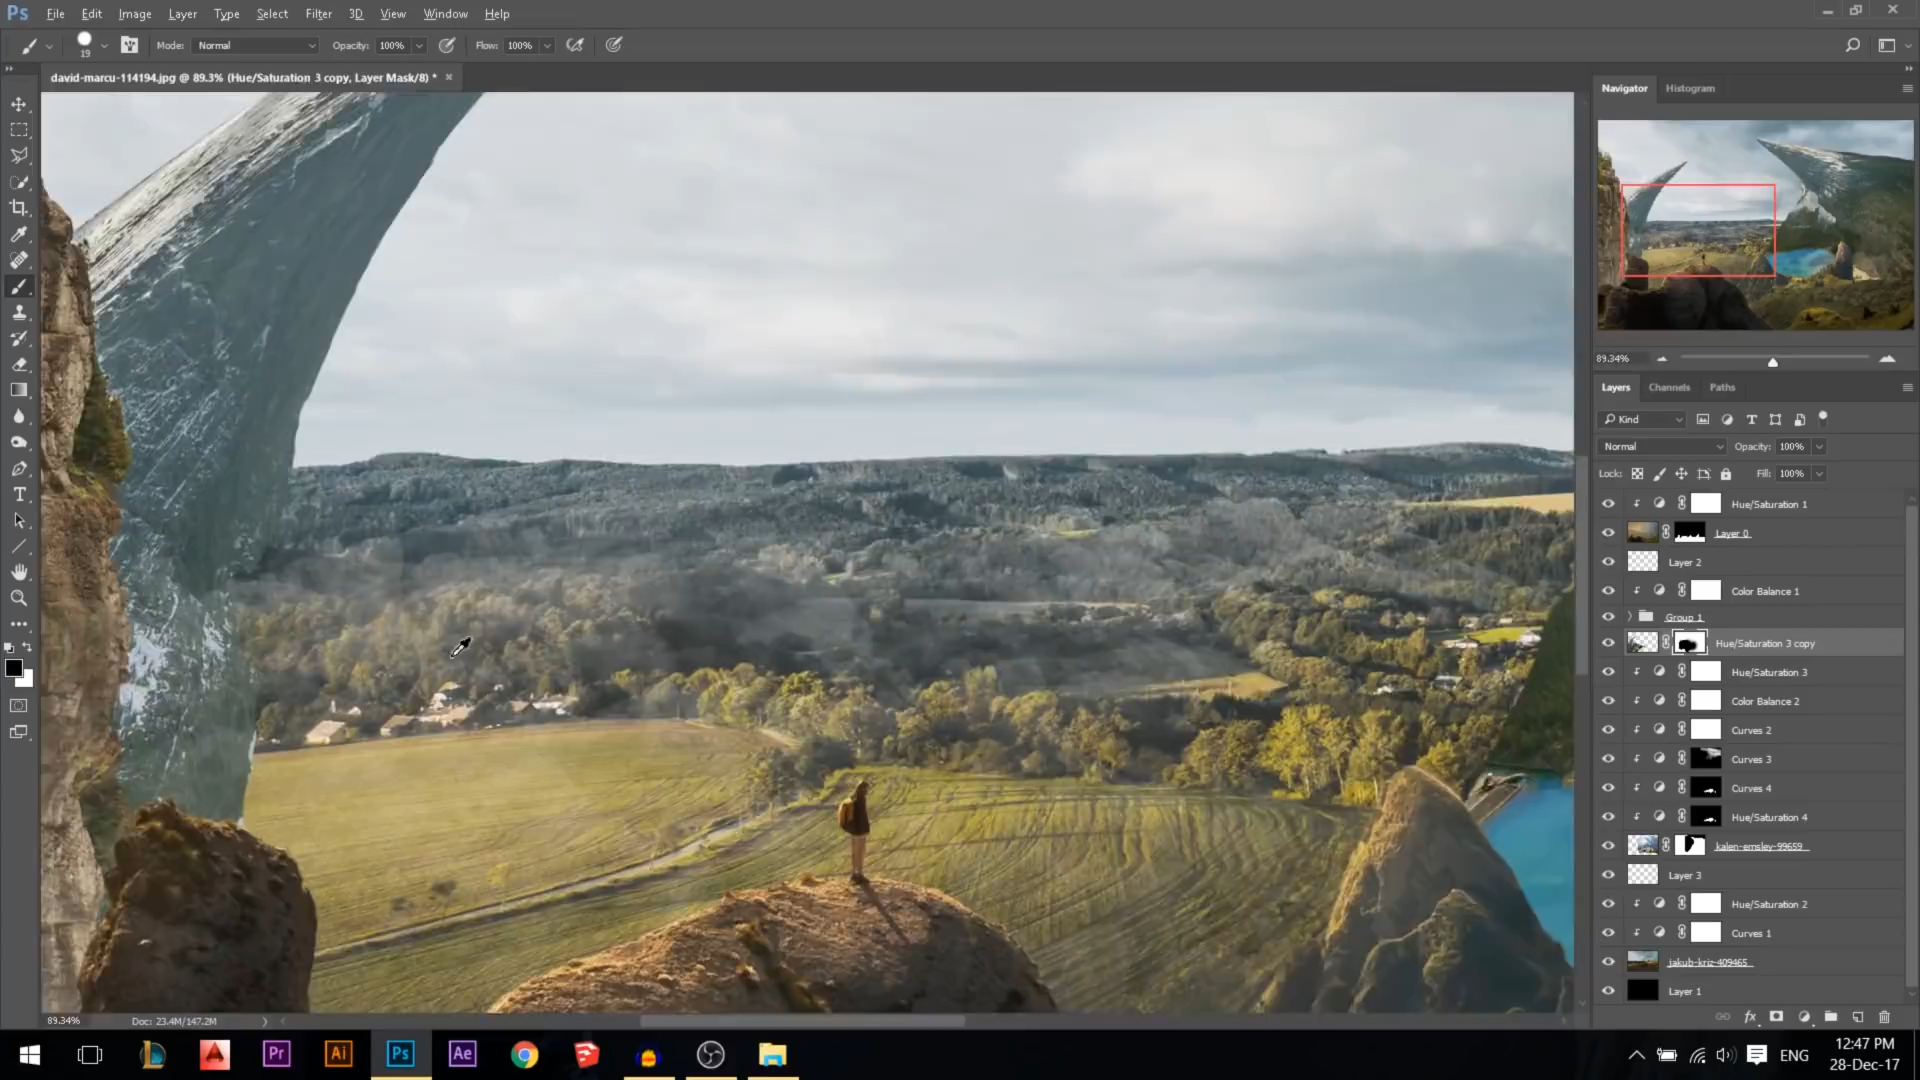 Ps File Edit Image Layer Type Select Filter 3D View Window Help
19 Mode: Normal Opacity: 100% Flow: 100%
david-marcu-114194.jpg @ 89.3% (Hue/Saturation 3 copy, Layer Mask/8) *
Navigator Histogram
89.34%
Layers Channels Paths
Kind
Normal Opacity: 100%
Lock: Fill: 100%
Hue/Saturation 1
Layer 0
Layer 2
Color Balance 1
Group 1
Hue/Saturation 3 copy
Hue/Saturation 3
Color Balance 2
Curves 2
Curves 3
Curves 4
Hue/Saturation 4
kalen-emsley-99659
Layer 3
Hue/Saturation 2
Curves 1
jakub-kriz-409465
Layer 1
89.34% Doc: 23.4M/147.2M
fx
Pr Ai Ps Ae
ENG
12:47 PM
28-Dec-17